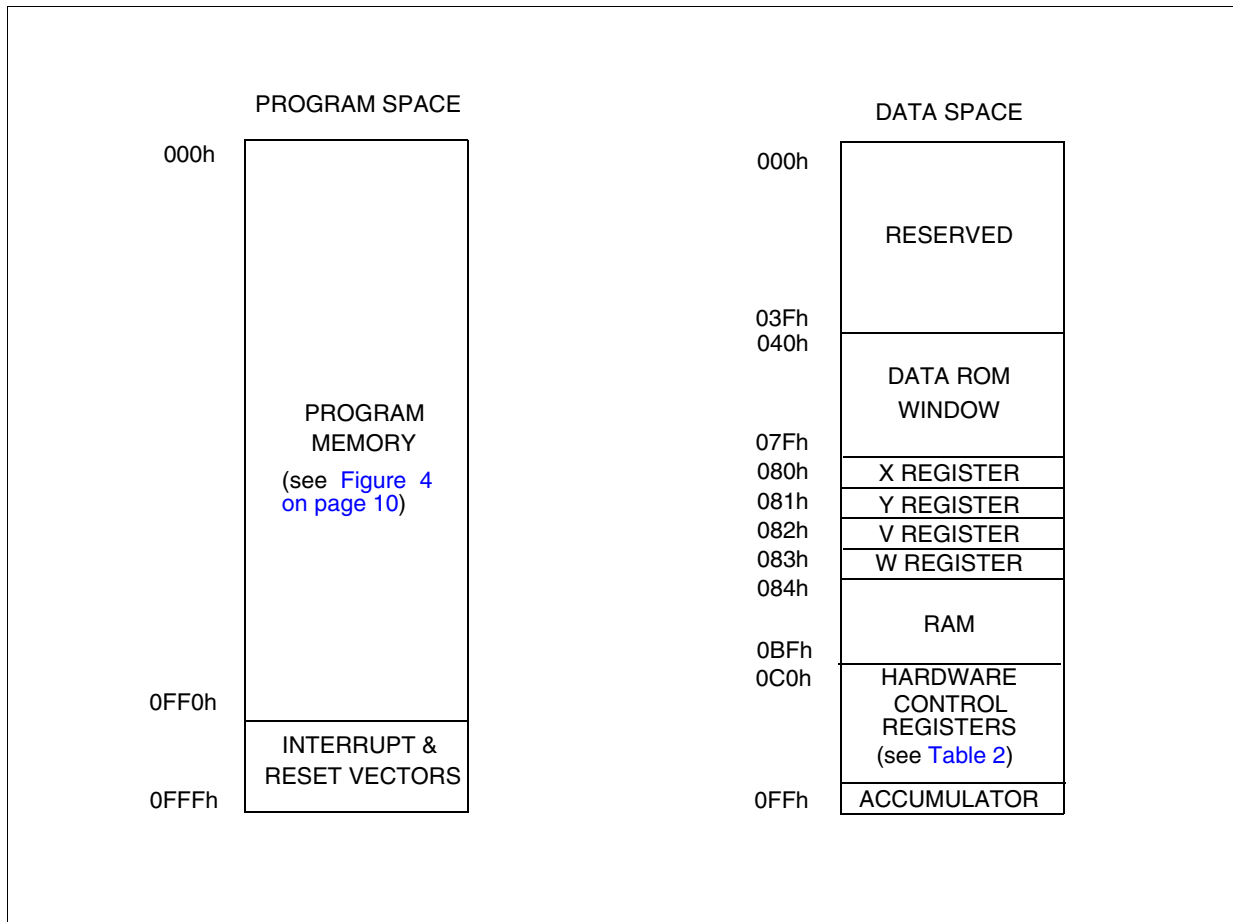 PROGRAM SPACE
000h
PROGRAM
MEMORY
(see Figure 4
on page 10)
0FF0h
INTERRUPT &
RESET VECTORS
0FFFh
DATA SPACE
000h
RESERVED
03Fh
040h
DATA ROM
WINDOW
07Fh
080h
X REGISTER
081h
Y REGISTER
082h
V REGISTER
083h
W REGISTER
084h
RAM
0BFh
0C0h
HARDWARE
CONTROL
REGISTERS
(see Table 2)
0FFh
ACCUMULATOR